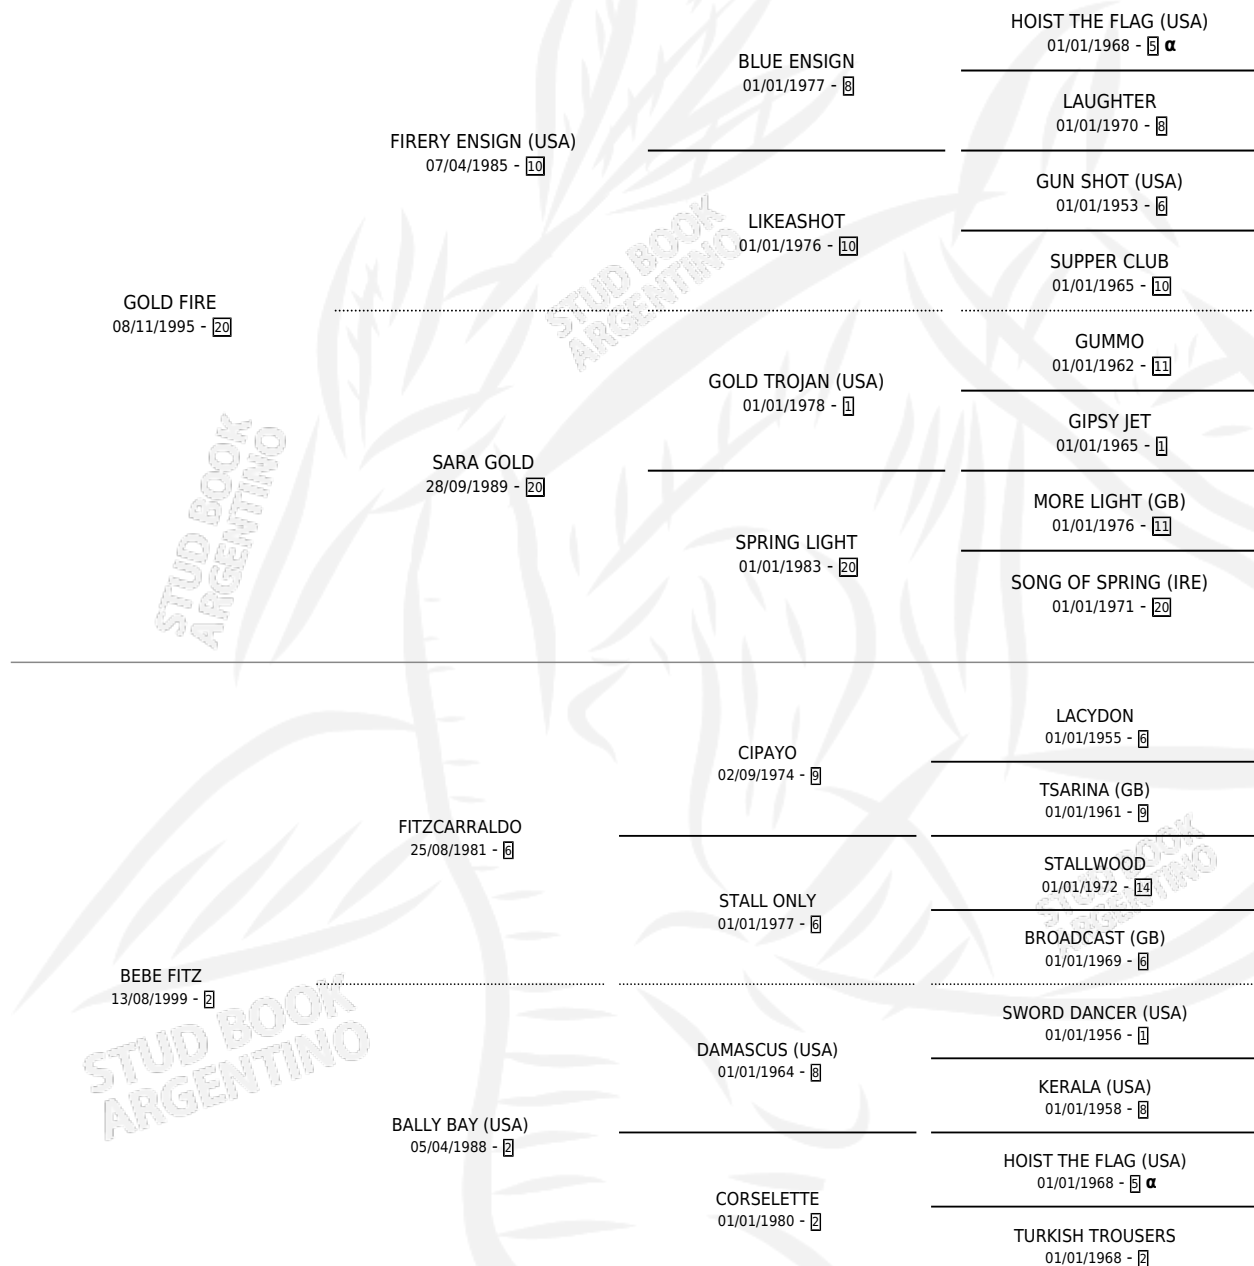 HOIST THE FLAG (USA)
01/01/1968 - 5 α
BLUE ENSIGN
01/01/1977 - 8
LAUGHTER
01/01/1970 - 8
FIRERY ENSIGN (USA)
07/04/1985 - 10
GUN SHOT (USA)
01/01/1953 - 6
LIKEASHOT
01/01/1976 - 10
SUPPER CLUB
01/01/1965 - 10
GOLD FIRE
08/11/1995 - 20
GUMMO
01/01/1962 - 11
GOLD TROJAN (USA)
01/01/1978 - 1
GIPSY JET
01/01/1965 - 1
SARA GOLD
28/09/1989 - 20
MORE LIGHT (GB)
01/01/1976 - 11
SPRING LIGHT
01/01/1983 - 20
SONG OF SPRING (IRE)
01/01/1971 - 20
LACYDON
01/01/1955 - 6
CIPAYO
02/09/1974 - 9
TSARINA (GB)
01/01/1961 - 9
FITZCARRALDO
25/08/1981 - 6
STALLWOOD
01/01/1972 - 14
STALL ONLY
01/01/1977 - 6
BROADCAST (GB)
01/01/1969 - 6
BEBE FITZ
13/08/1999 - 2
SWORD DANCER (USA)
01/01/1956 - 1
DAMASCUS (USA)
01/01/1964 - 8
KERALA (USA)
01/01/1958 - 8
BALLY BAY (USA)
05/04/1988 - 2
HOIST THE FLAG (USA)
01/01/1968 - 5 α
CORSELETTE
01/01/1980 - 2
TURKISH TROUSERS
01/01/1968 - 2
STUD BOOK
ARGENTINO
STUD BOOK
ARGENTINO
STUD BOOK
ARGENTINO
STUD BOOK
ARGENTINO